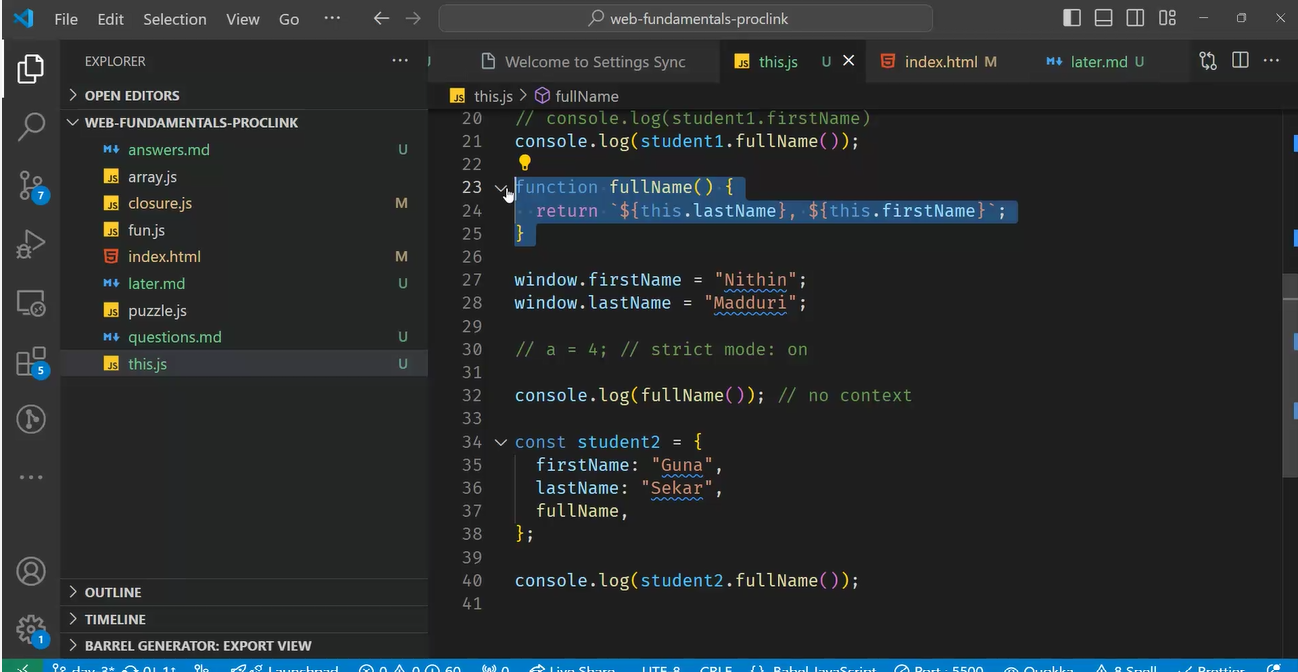 File Edit Selection View Go ··· web-fundamentals-proclink
EXPLORER ···
Welcome to Settings Sync
this.js U
index.html M
later.md U
OPEN EDITORS
WEB-FUNDAMENTALS-PROCLINK
answers.md U
array.js
closure.js M
fun.js
index.html M
later.md U
puzzle.js
questions.md U
this.js U
OUTLINE
TIMELINE
BARREL GENERATOR: EXPORT VIEW
7
5
1
this.js > fullName
20 // console.log(student1.firstName)
21 console.log(student1.fullName());
22
23 function fullName() {
24 return `${this.lastName}, ${this.firstName}`;
25 }
26
27 window.firstName = "Nithin";
28 window.lastName = "Madduri";
29
30 // a = 4; // strict mode: on
31
32 console.log(fullName()); // no context
33
34 const student2 = {
35 firstName: "Guna",
36 lastName: "Sekar",
37 fullName,
38 };
39
40 console.log(student2.fullName());
41
day-3* 0↓ 1↑ Launchpad 0 0 60 0 Live Share UTF-8 CRLF {} Babel JavaScript Port : 5500 Quokka 8 Spell Prettier